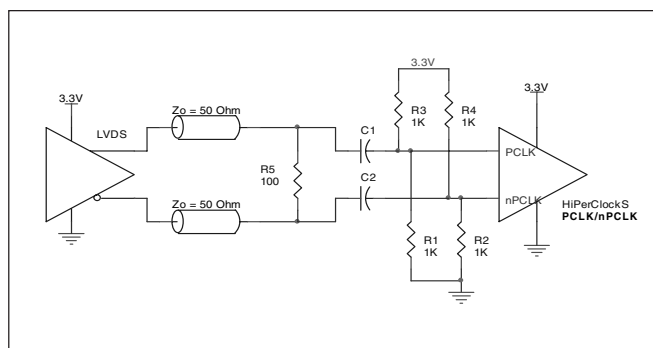 3.3V
3.3V
3.3V
Zo = 50 Ohm
LVDS
R3
1K
R4
1K
C1
PCLK
R5
100
C2
Zo = 50 Ohm
nPCLK
HiPerClockS
PCLK/nPCLK
R1
1K
R2
1K